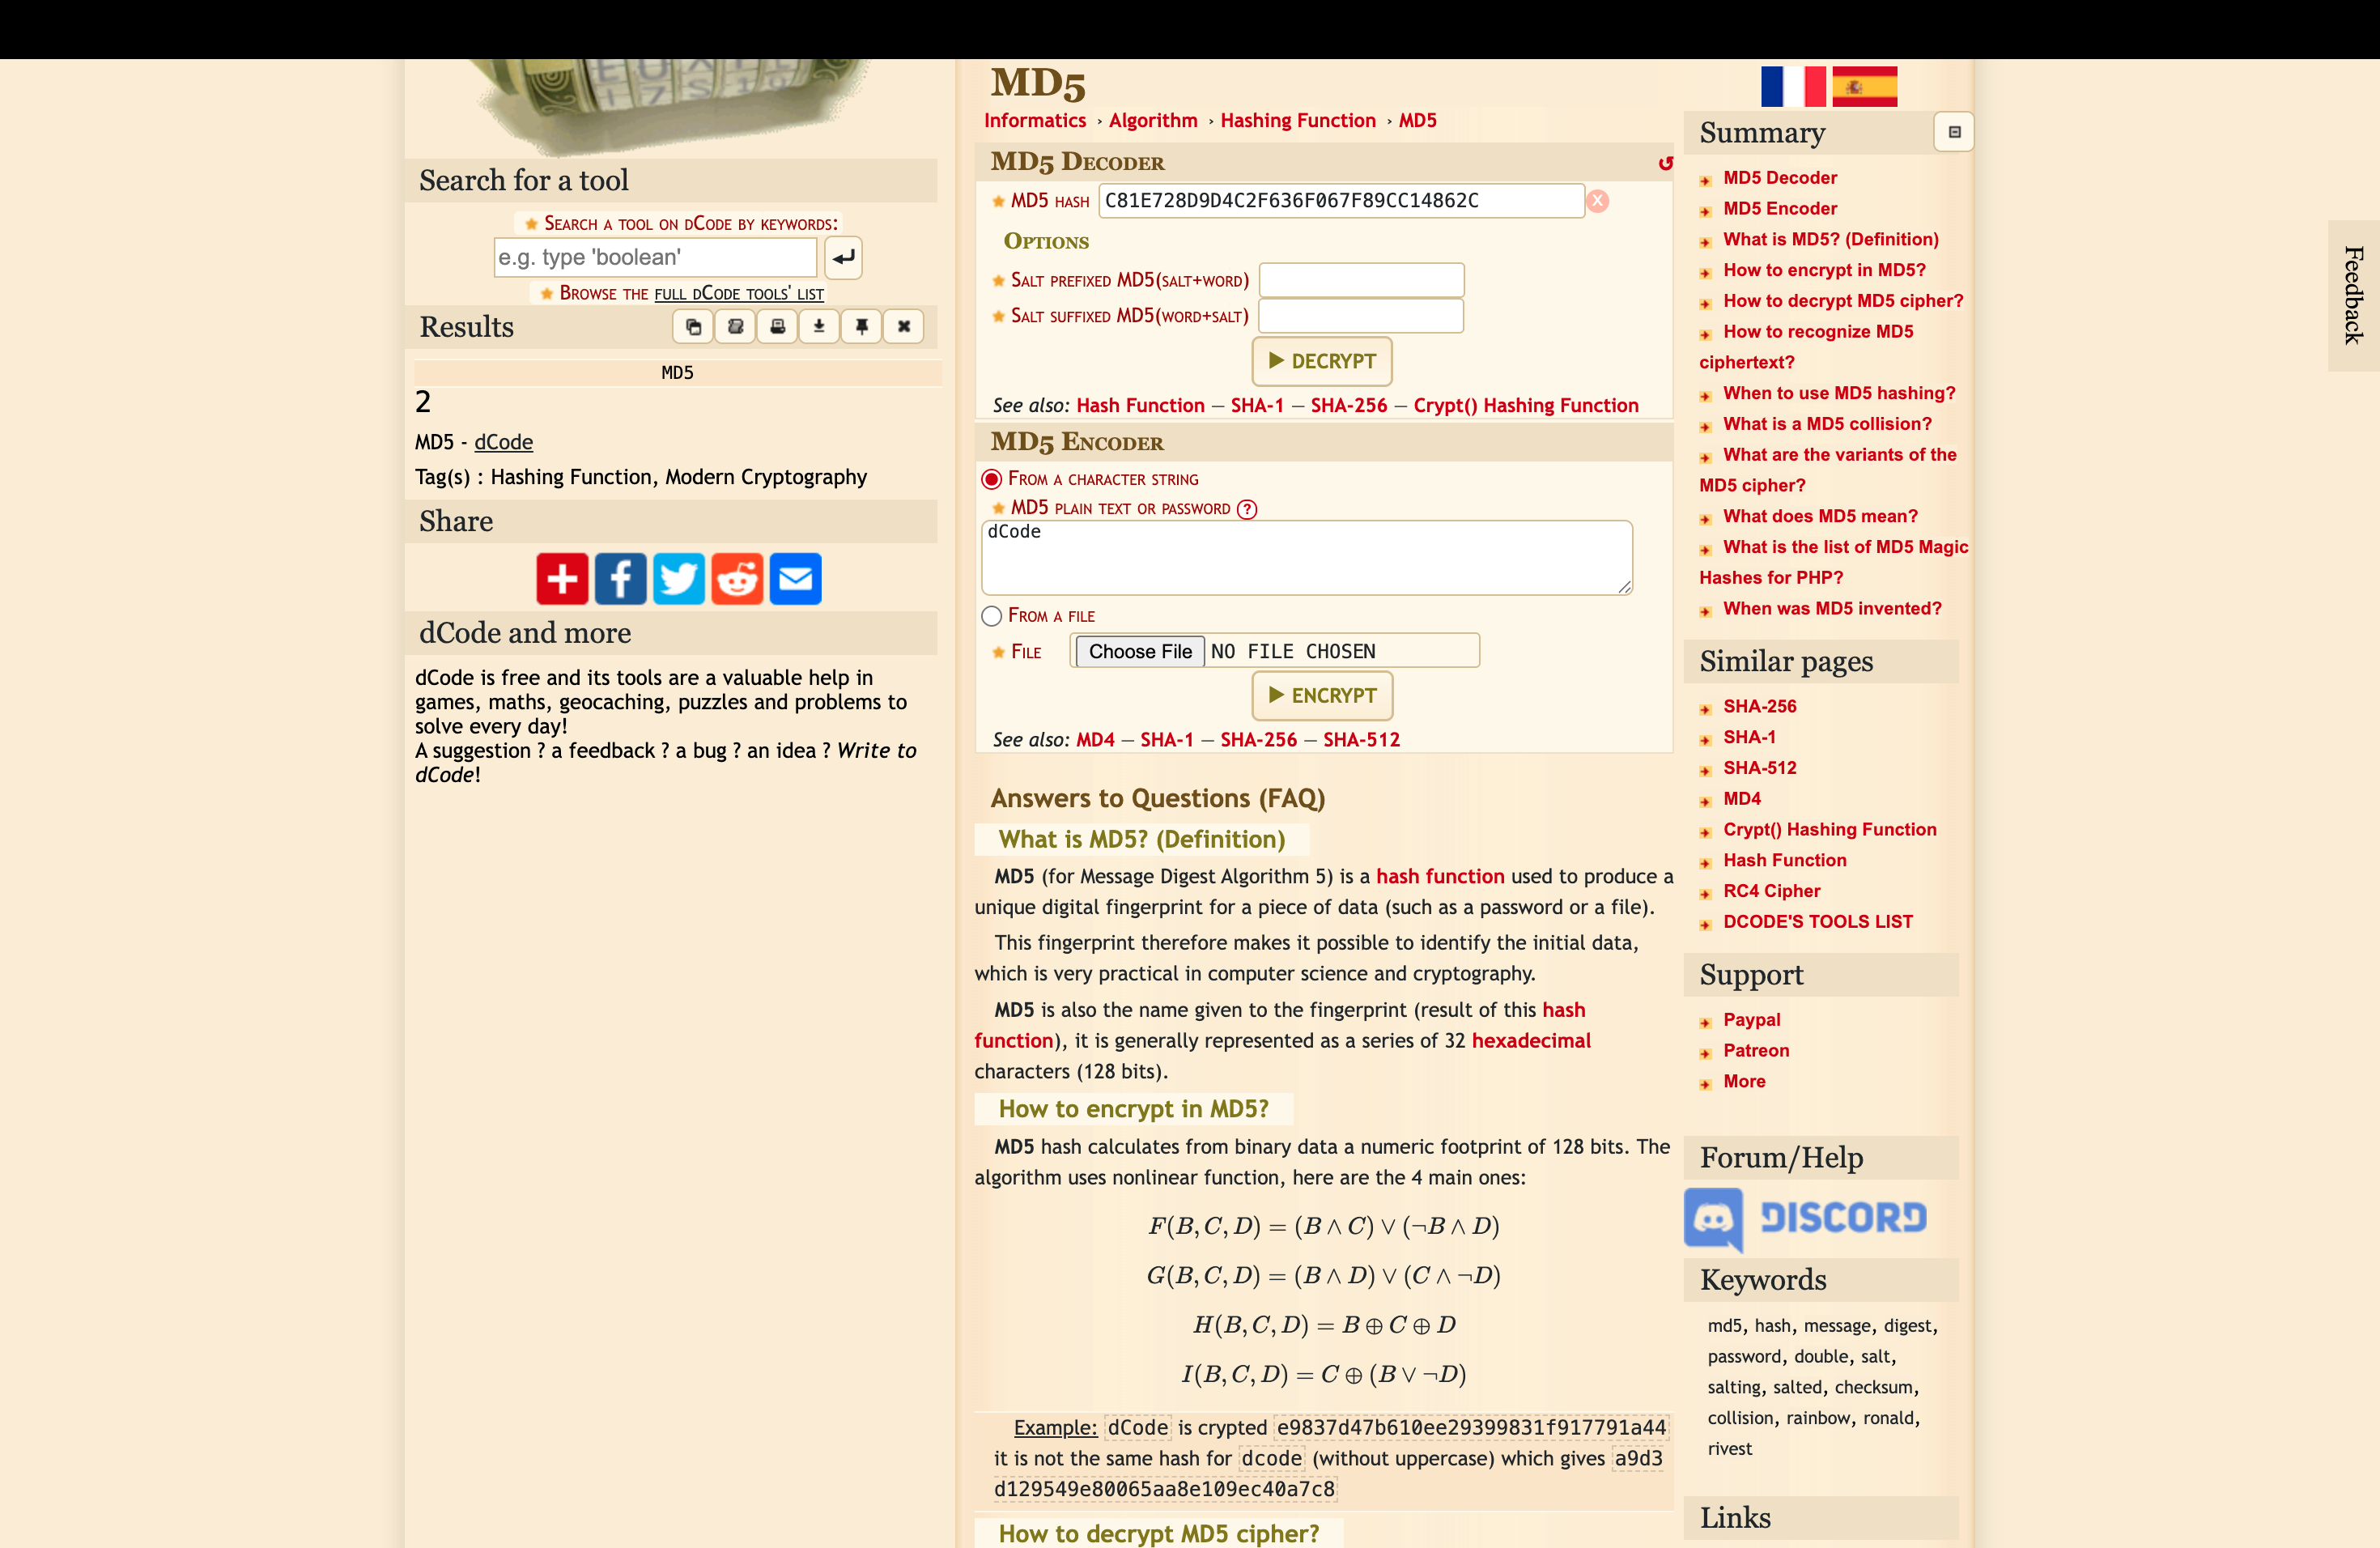 Search for a tool
Search a tool on dCode by keywords:
e.g. type 'boolean'
Browse the full dCode tools' list
Results
MD5
2
MD5 - dCode
Tag(s) : Hashing Function, Modern Cryptography
Share
dCode and more
dCode is free and its tools are a valuable help in
games, maths, geocaching, puzzles and problems to
solve every day!
A suggestion ? a feedback ? a bug ? an idea ? Write to
dCode!
MD5
Informatics › Algorithm › Hashing Function › MD5
MD5 Decoder
MD5 hash C81E728D9D4C2F636F067F89CC14862C X
Options
Salt prefixed MD5(salt+word)
Salt suffixed MD5(word+salt)
▶ DECRYPT
See also: Hash Function — SHA-1 — SHA-256 — Crypt() Hashing Function
MD5 Encoder
From a character string
MD5 plain text or password ?
dCode
From a file
File Choose File NO FILE CHOSEN
▶ ENCRYPT
See also: MD4 — SHA-1 — SHA-256 — SHA-512
Answers to Questions (FAQ)
What is MD5? (Definition)
MD5 (for Message Digest Algorithm 5) is a hash function used to produce a
unique digital fingerprint for a piece of data (such as a password or a file).
This fingerprint therefore makes it possible to identify the initial data,
which is very practical in computer science and cryptography.
MD5 is also the name given to the fingerprint (result of this hash
function), it is generally represented as a series of 32 hexadecimal
characters (128 bits).
How to encrypt in MD5?
MD5 hash calculates from binary data a numeric footprint of 128 bits. The
algorithm uses nonlinear function, here are the 4 main ones:
F(B, C, D) = (B ∧ C) ∨ (¬B ∧ D)
G(B, C, D) = (B ∧ D) ∨ (C ∧ ¬D)
H(B, C, D) = B ⊕ C ⊕ D
I(B, C, D) = C ⊕ (B ∨ ¬D)
Example: dCode is crypted e9837d47b610ee29399831f917791a44
it is not the same hash for dcode (without uppercase) which gives a9d3
d129549e80065aa8e109ec40a7c8
How to decrypt MD5 cipher?
Summary
MD5 Decoder
MD5 Encoder
What is MD5? (Definition)
How to encrypt in MD5?
How to decrypt MD5 cipher?
How to recognize MD5
ciphertext?
When to use MD5 hashing?
What is a MD5 collision?
What are the variants of the
MD5 cipher?
What does MD5 mean?
What is the list of MD5 Magic
Hashes for PHP?
When was MD5 invented?
Similar pages
SHA-256
SHA-1
SHA-512
MD4
Crypt() Hashing Function
Hash Function
RC4 Cipher
DCODE'S TOOLS LIST
Support
Paypal
Patreon
More
Forum/Help
DISCORD
Keywords
md5, hash, message, digest,
password, double, salt,
salting, salted, checksum,
collision, rainbow, ronald,
rivest
Links
Feedback